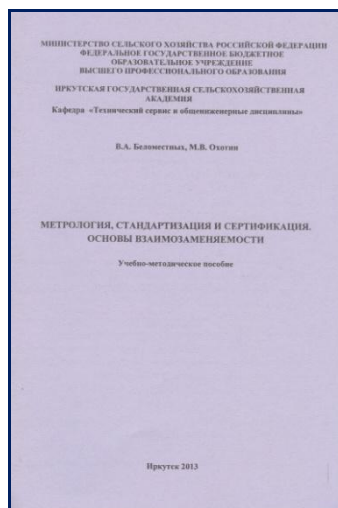 МИНИСТЕРСТВО СЕЛЬСКОГО ХОЗЯЙСТВА РОССИЙСКОЙ ФЕДЕРАЦИИ
ФЕДЕРАЛЬНОЕ ГОСУДАРСТВЕННОЕ БЮДЖЕТНОЕ
ОБРАЗОВАТЕЛЬНОЕ УЧРЕЖДЕНИЕ
ВЫСШЕГО ПРОФЕССИОНАЛЬНОГО ОБРАЗОВАНИЯ
ИРКУТСКАЯ ГОСУДАРСТВЕННАЯ СЕЛЬСКОХОЗЯЙСТВЕННАЯ
АКАДЕМИЯ
Кафедра «Технический сервис и общеинженерные дисциплины»
В.А. Беломестных, М.В. Охотин
МЕТРОЛОГИЯ, СТАНДАРТИЗАЦИЯ И СЕРТИФИКАЦИЯ.
ОСНОВЫ ВЗАИМОЗАМЕНЯЕМОСТИ
Учебно-методическое пособие
Иркутск 2013